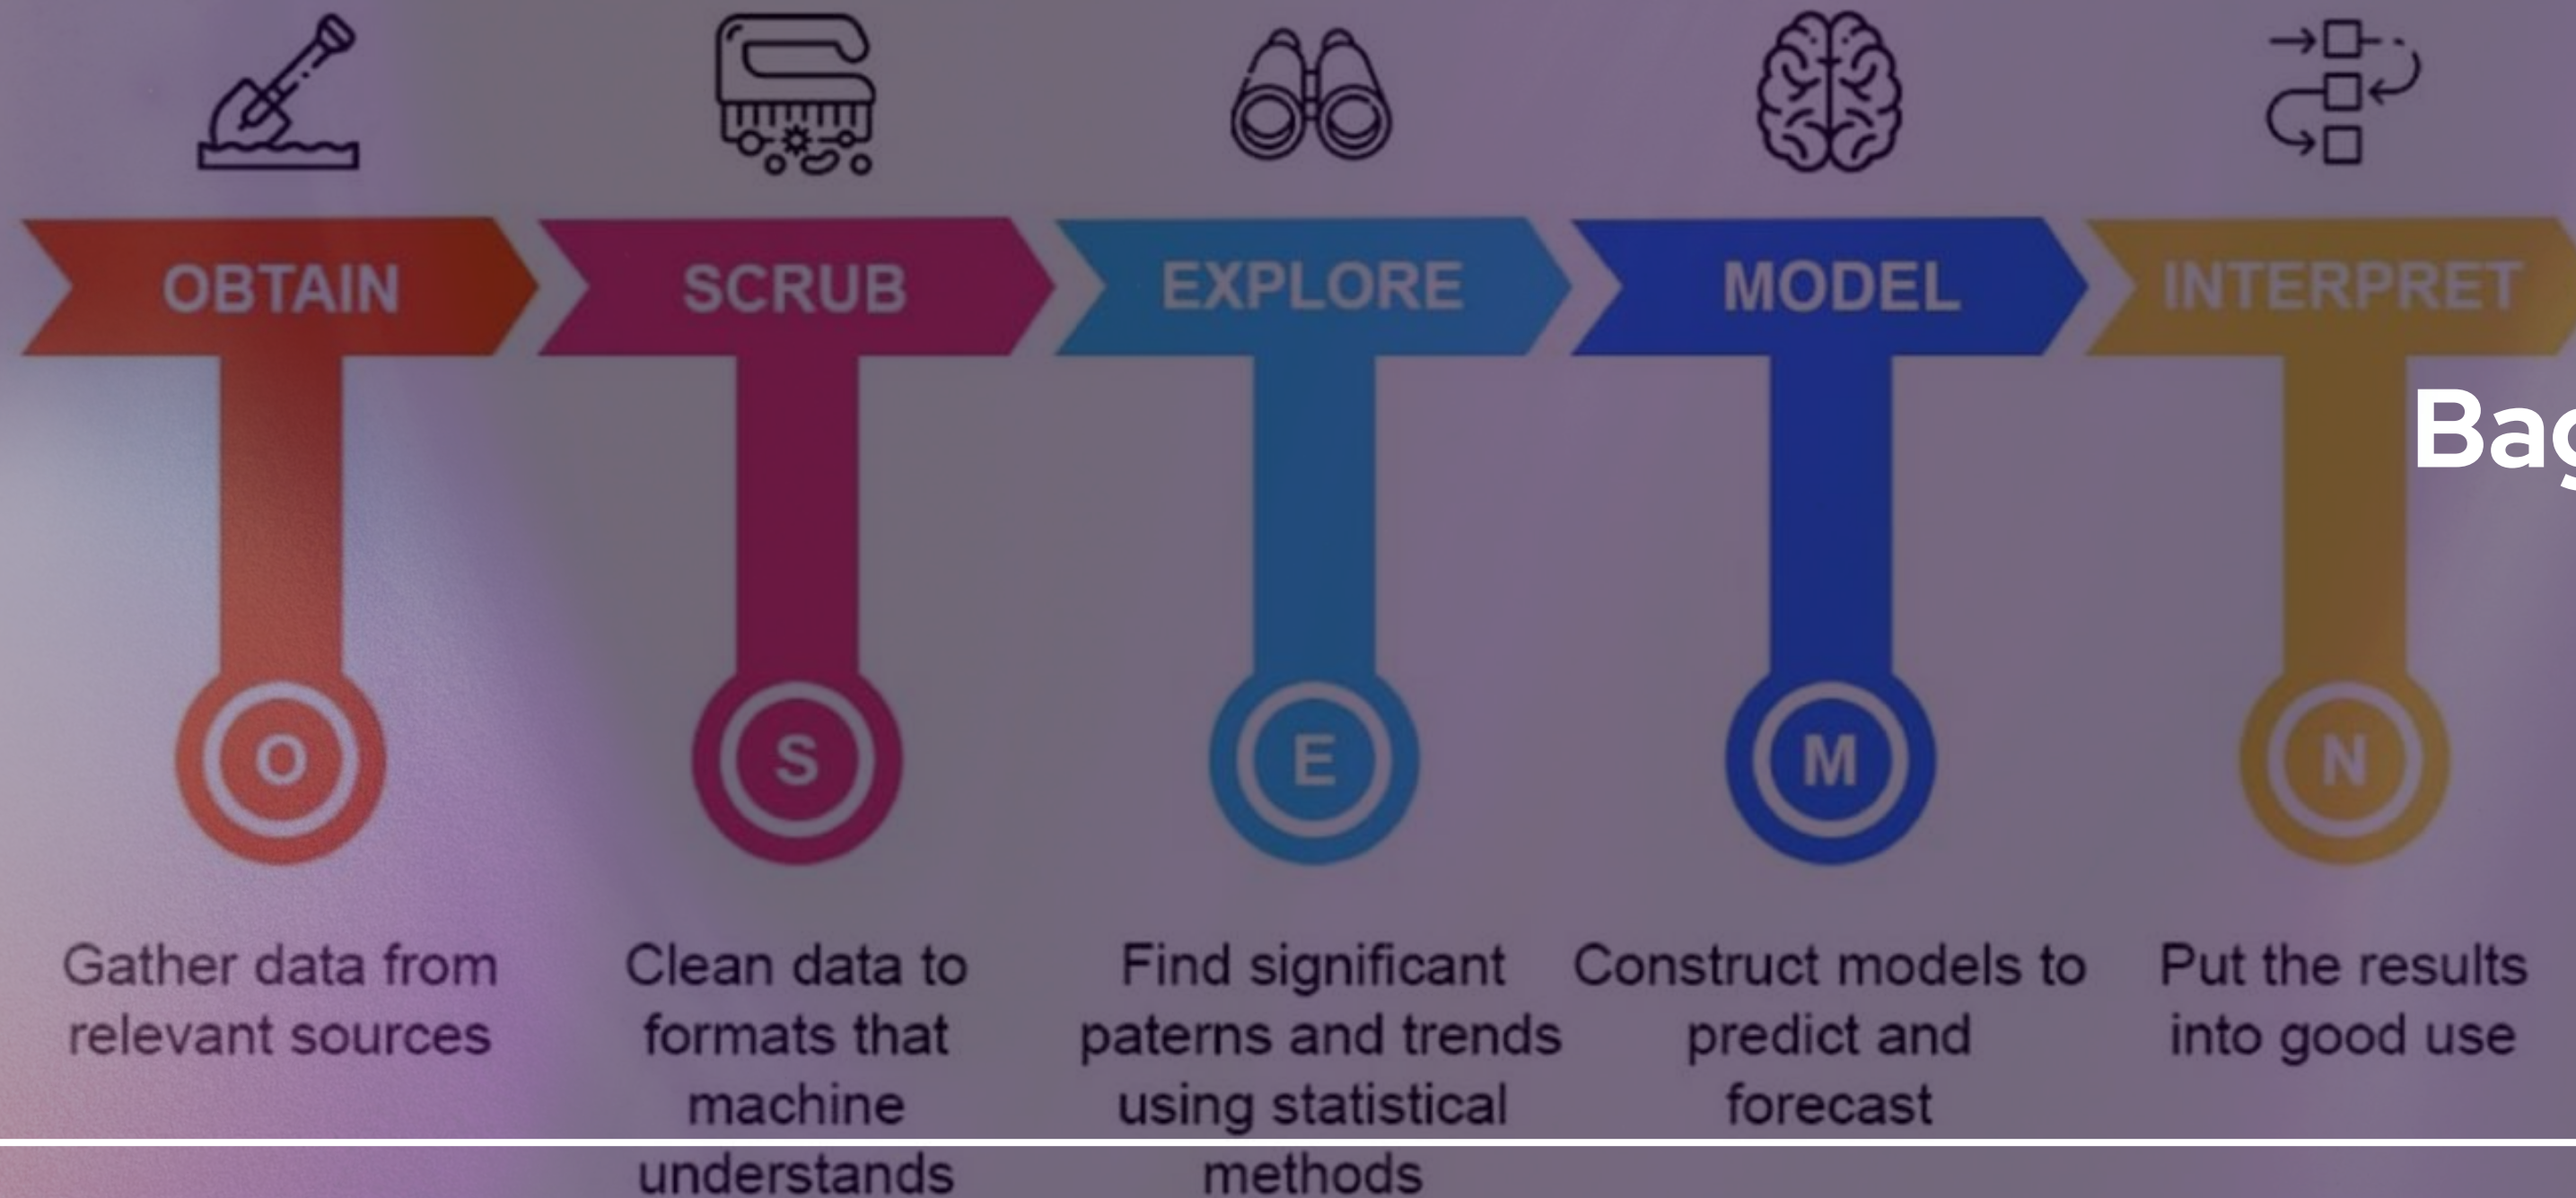 OBTAIN
SCRUB
EXPLORE
MODEL
INTERPRET
O
S
E
M
N
Gather data from
relevant sources
Clean data to
formats that
machine
understands
Find significant
paterns and trends
using statistical
methods
Construct models to
predict and
forecast
Put the results
into good use